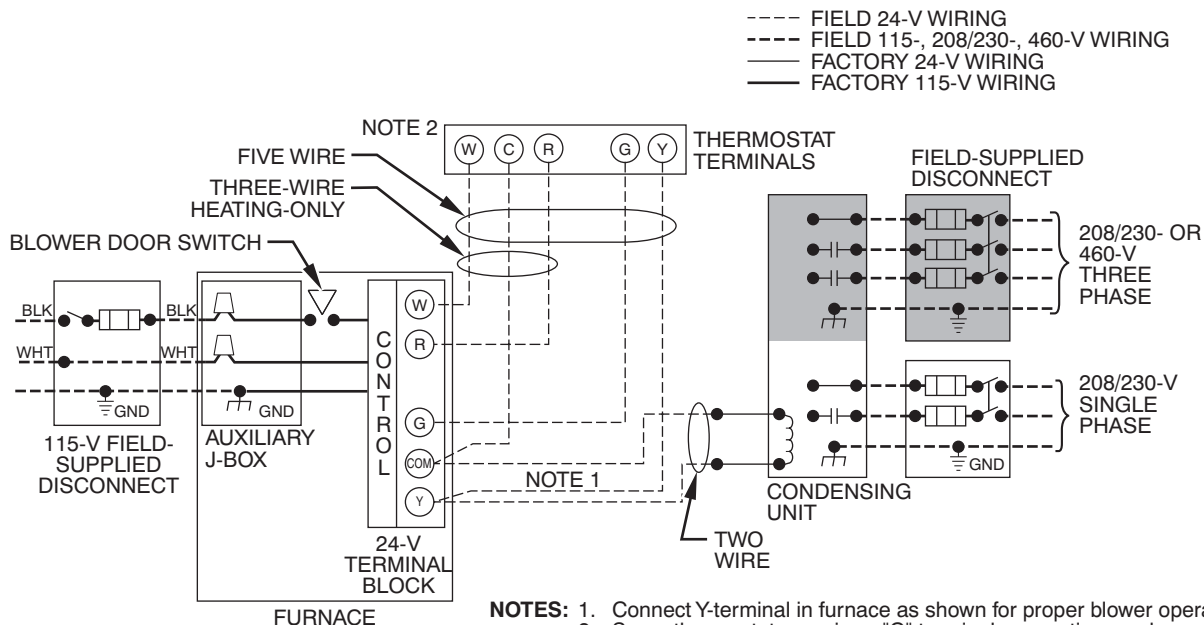 FIELD 24-V WIRING
FIELD 115-, 208/230-, 460-V WIRING
FACTORY 24-V WIRING
FACTORY 115-V WIRING
NOTE 2
W
C
R
G
Y
THERMOSTAT
TERMINALS
FIVE WIRE
THREE-WIRE
HEATING-ONLY
BLOWER DOOR SWITCH
FIELD-SUPPLIED
DISCONNECT
208/230- OR
460-V
THREE
PHASE
BLK
BLK
WHT
WHT
GND
GND
115-V FIELD-
SUPPLIED
DISCONNECT
AUXILIARY
J-BOX
CONTROL
W
R
G
COM
Y
24-V
TERMINAL
BLOCK
FURNACE
NOTE 1
TWO
WIRE
CONDENSING
UNIT
208/230-V
SINGLE
PHASE
GND
NOTES: 1. Connect Y-terminal in furnace as shown for proper blower opera